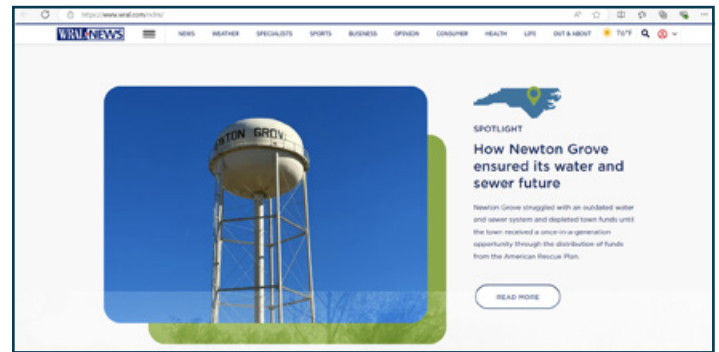 https://www.wral.com/nclm/
WRAL NEWS
NEWS WEATHER SPECIALISTS SPORTS BUSINESS OPINION CONSUMER HEALTH LIFE OUT & ABOUT 76°F
NEWTON GROV
SPOTLIGHT
How Newton Grove
ensured its water and
sewer future
Newton Grove struggled with an outdated water
and sewer system and depleted town funds until
the town received a once-in-a-generation
opportunity through the distribution of funds
from the American Rescue Plan.
READ MORE